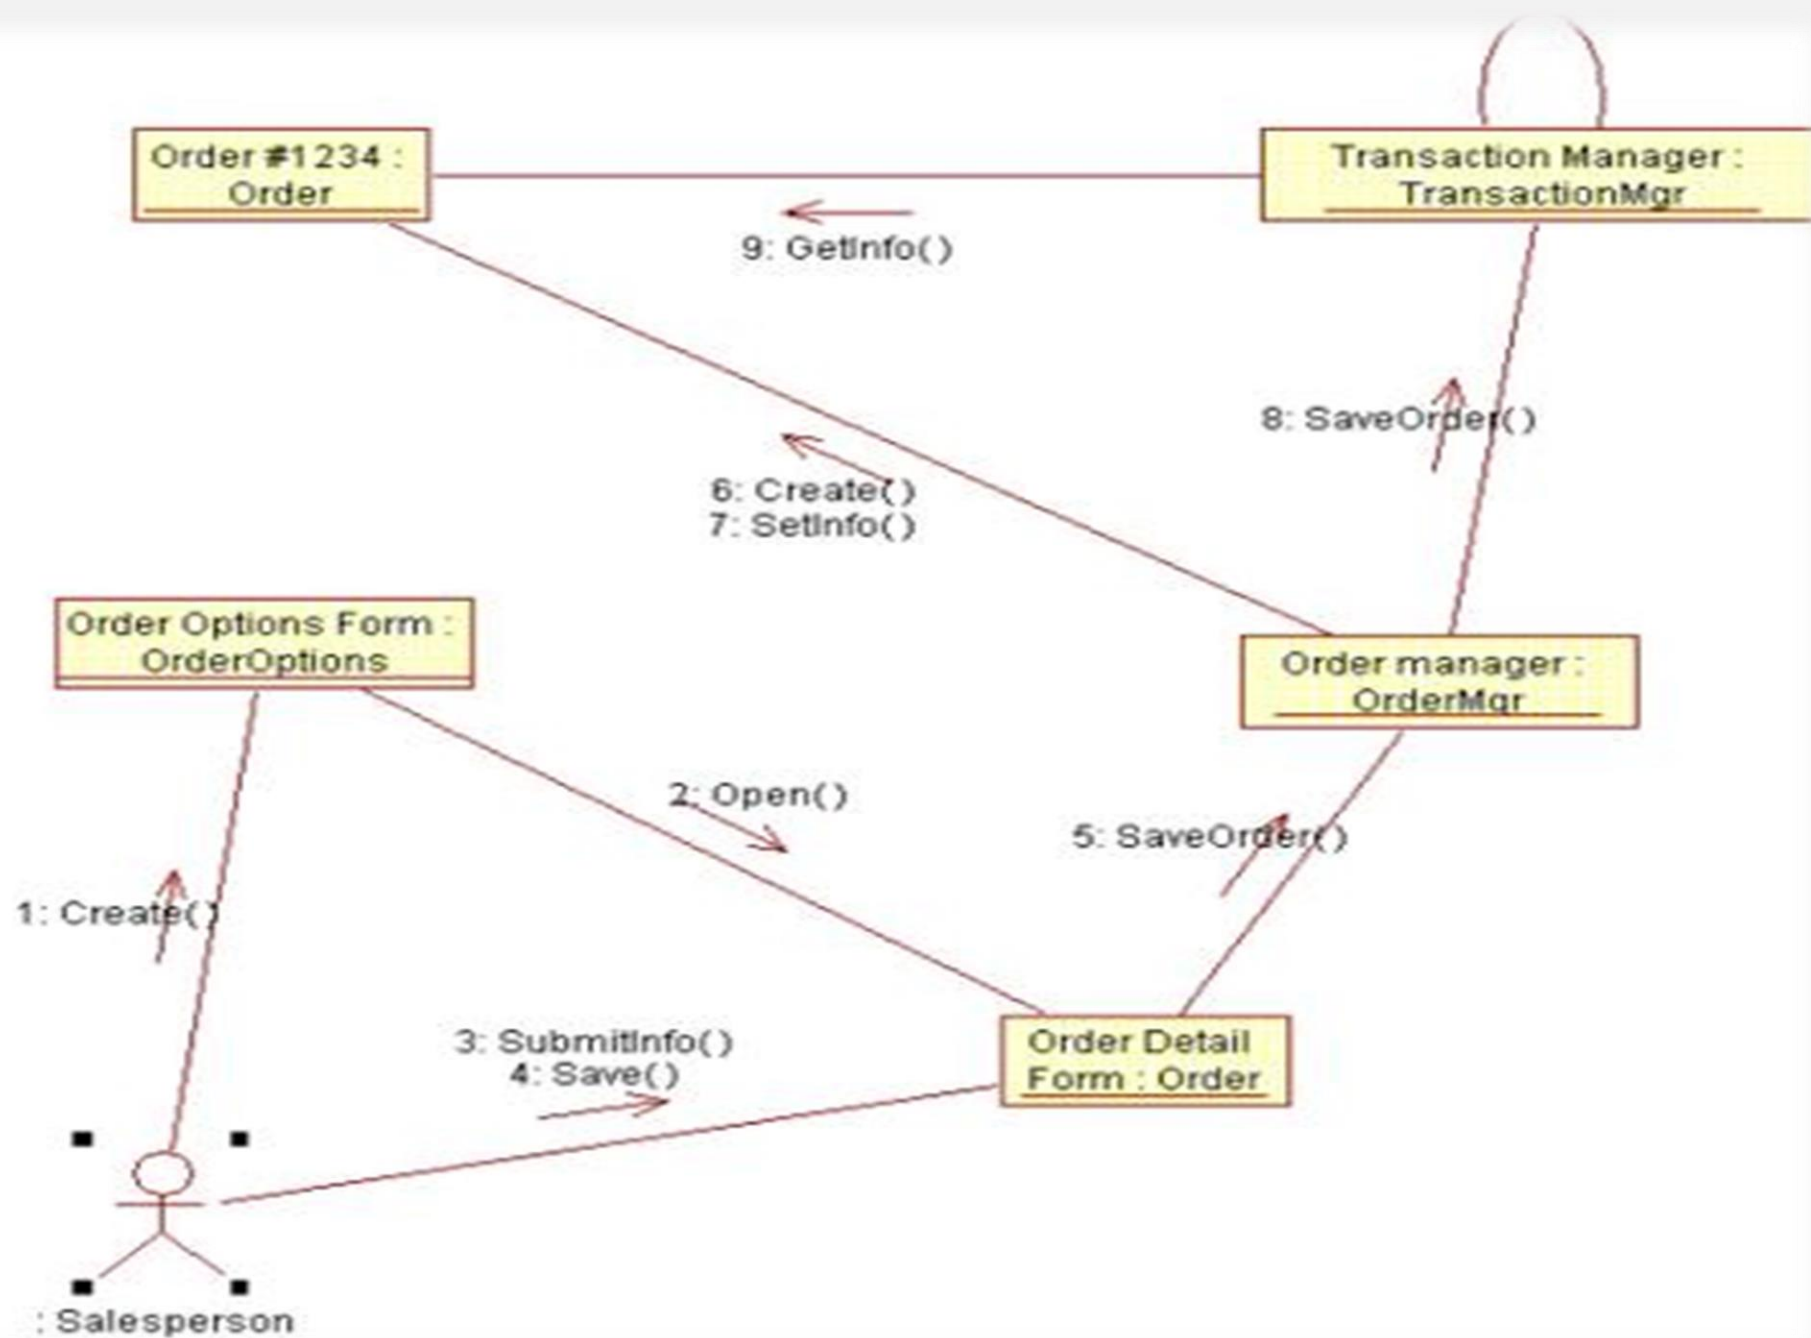 Order #1234 :
Order
Transaction Manager :
TransactionMgr
9: GetInfo()
8: SaveOrder()
6: Create()
7: SetInfo()
Order Options Form :
OrderOptions
Order manager :
OrderMgr
2: Open()
5: SaveOrder()
1: Create()
3: SubmitInfo()
4: Save()
Order Detail
Form : Order
: Salesperson